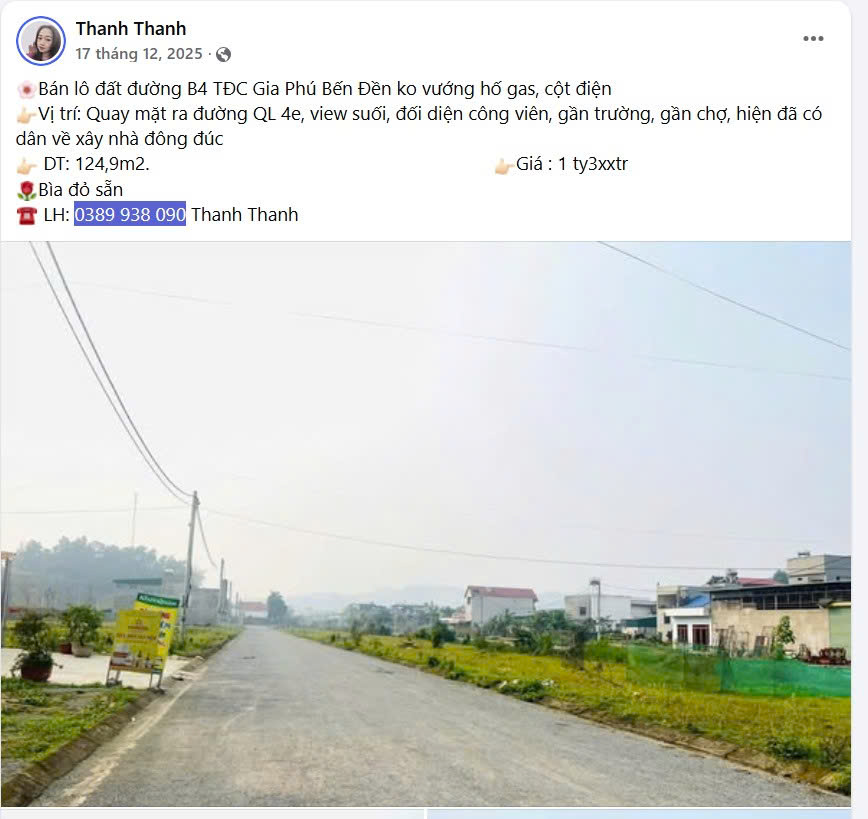 Thanh Thanh
17 tháng 12, 2025 ·
🌸Bán lô đất đường B4 TĐC Gia Phú Bến Đền ko vướng hố gas, cột điện
👉🏻Vị trí: Quay mặt ra đường QL 4e, view suối, đối diện công viên, gần trường, gần chợ, hiện đã có
dân về xây nhà đông đúc
👉🏻 DT: 124,9m2. 👉🏻Giá : 1 ty3xxtr
🌹Bìa đỏ sẵn
☎️ LH: 0389 938 090 Thanh Thanh